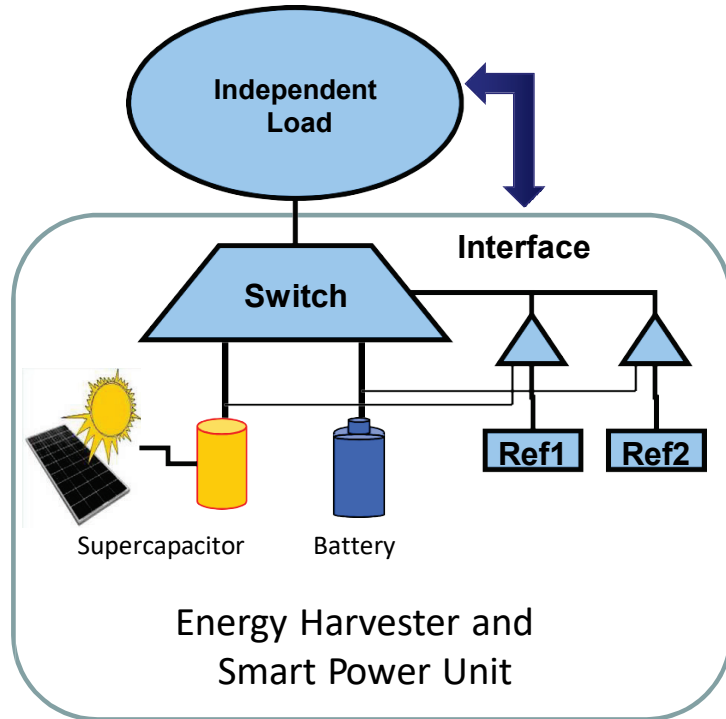 Independent
Load
Interface
Switch
Ref1
Ref2
Supercapacitor
Battery
Energy Harvester and
Smart Power Unit